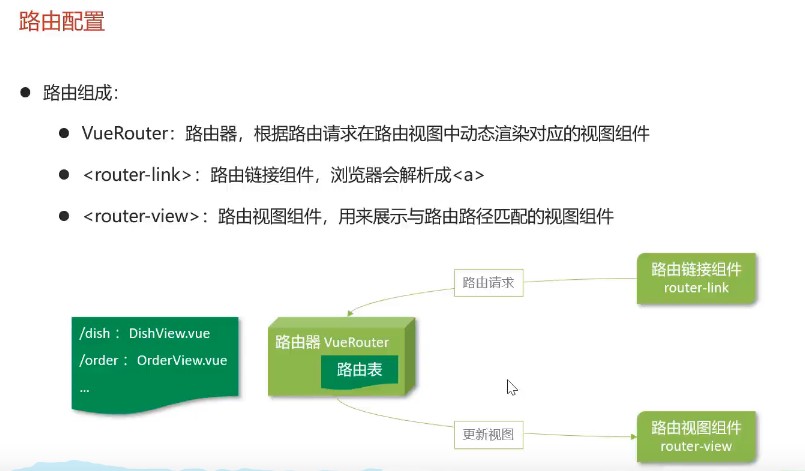 路由配置
路由组成：
VueRouter：路由器，根据路由请求在路由视图中动态渲染对应的视图组件
<router-link>：路由链接组件，浏览器会解析成<a>
<router-view>：路由视图组件，用来展示与路由路径匹配的视图组件
路由链接组件
router-link
路由请求
/dish ：DishView.vue
/order ：OrderView.vue
...
路由器 VueRouter
路由表
更新视图
路由视图组件
router-view